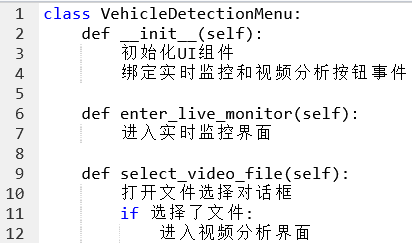 1 class VehicleDetectionMenu:
2     def __init__(self):
3         初始化UI组件
4         绑定实时监控和视频分析按钮事件
5
6     def enter_live_monitor(self):
7         进入实时监控界面
8
9     def select_video_file(self):
10         打开文件选择对话框
11         if 选择了文件:
12             进入视频分析界面